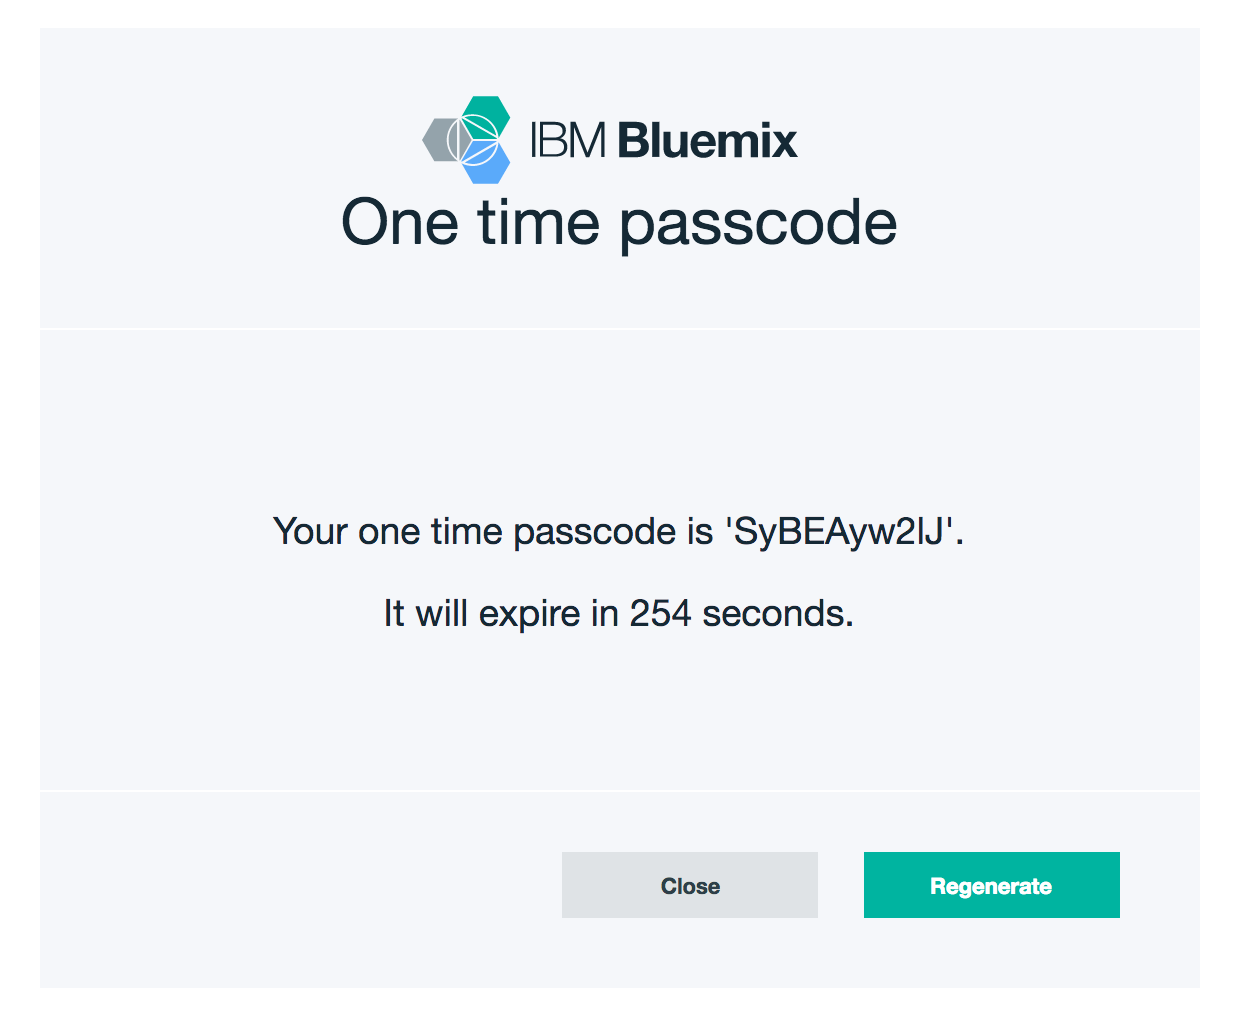 IBM Bluemix
One time passcode
Your one time passcode is 'SyBEAyw2lJ'.
It will expire in 254 seconds.
Close
Regenerate